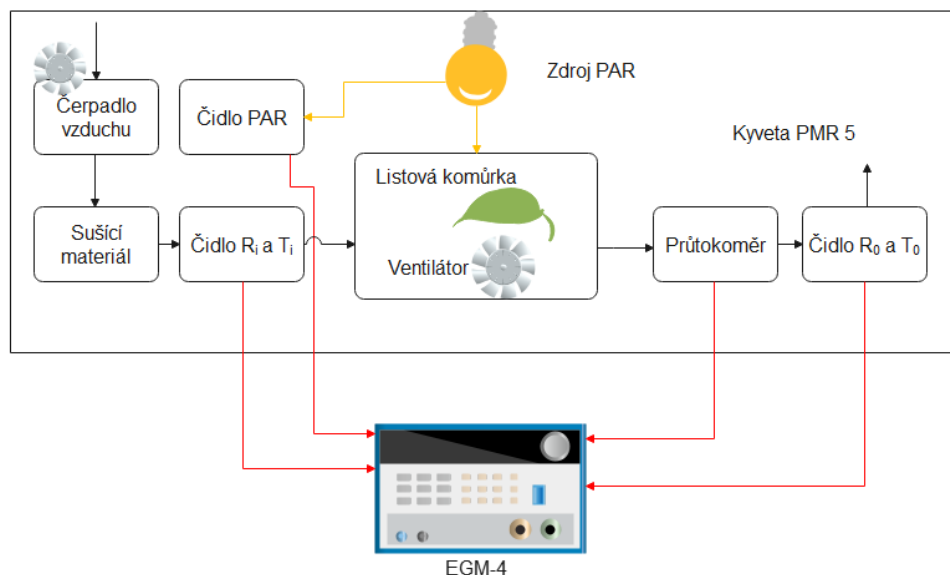 Zdroj PAR
Čerpadlo
vzduchu
Čidlo PAR
Kyveta PMR 5
Listová komůrka
Sušící
materiál
Čidlo Rᵢ a Tᵢ
Ventilátor
Průtokoměr
Čidlo R₀ a T₀
EGM-4